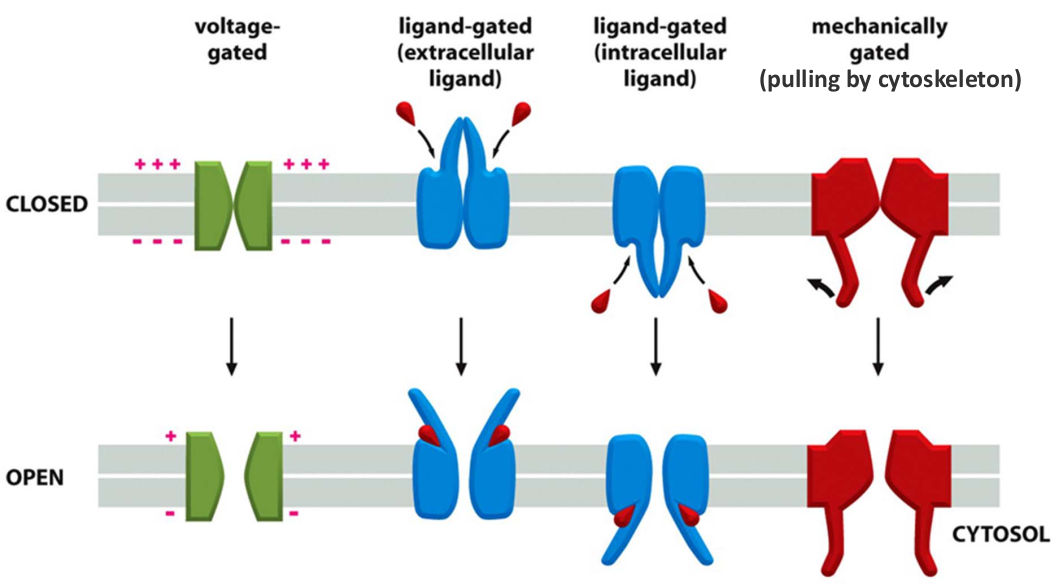 voltage-
gated
ligand-gated
(extracellular
ligand)
ligand-gated
(intracellular
ligand)
mechanically
gated
(pulling by cytoskeleton)
+++ +++
CLOSED
--- ---
+ +
OPEN
- -
CYTOSOL